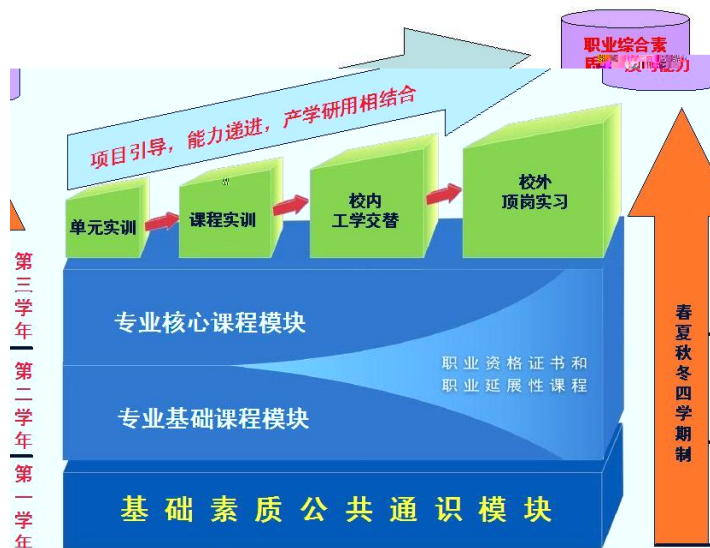 职业综合素
能力
项目引导，能力递进，产学研用相结合
单元实训
课程实训
校内
工学交替
校外
顶岗实习
第三学年
专业核心课程模块
职业资格证书和
职业延展性课程
第二学年
专业基础课程模块
第一学年
基础素质公共通识模块
春夏秋冬四学期制